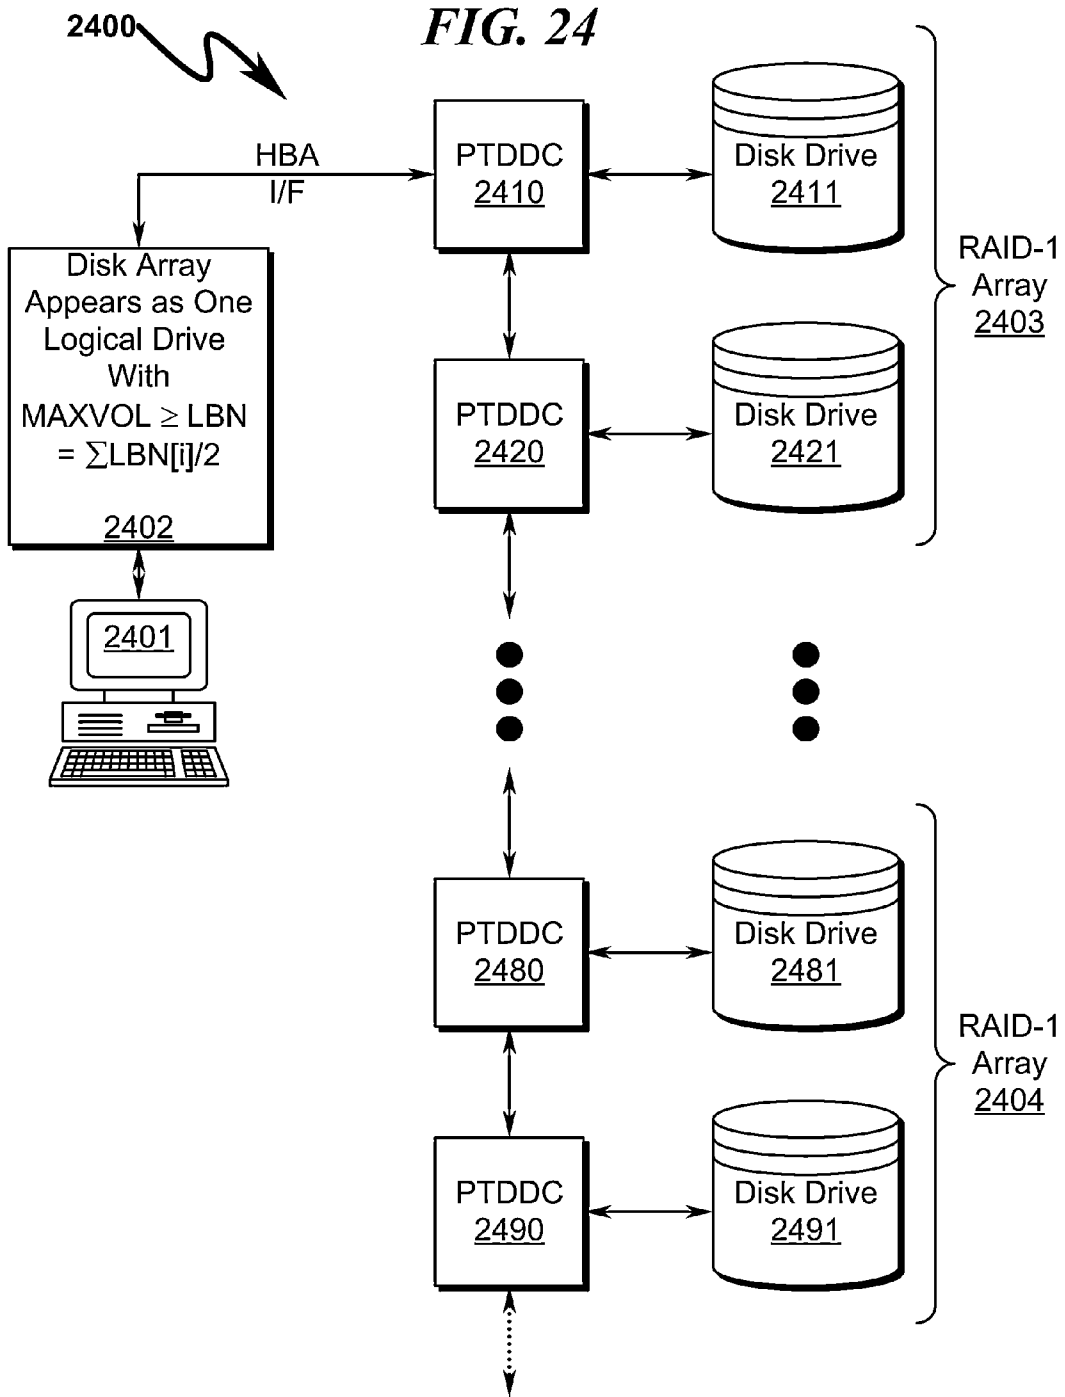 FIG. 24
2400
HBA
I/F
Disk Array
Appears as One
Logical Drive
With
MAXVOL ≥ LBN
= ∑LBN[i]/2
2402
2401
PTDDC
2410
Disk Drive
2411
PTDDC
2420
Disk Drive
2421
RAID-1
Array
2403
PTDDC
2480
Disk Drive
2481
PTDDC
2490
Disk Drive
2491
RAID-1
Array
2404